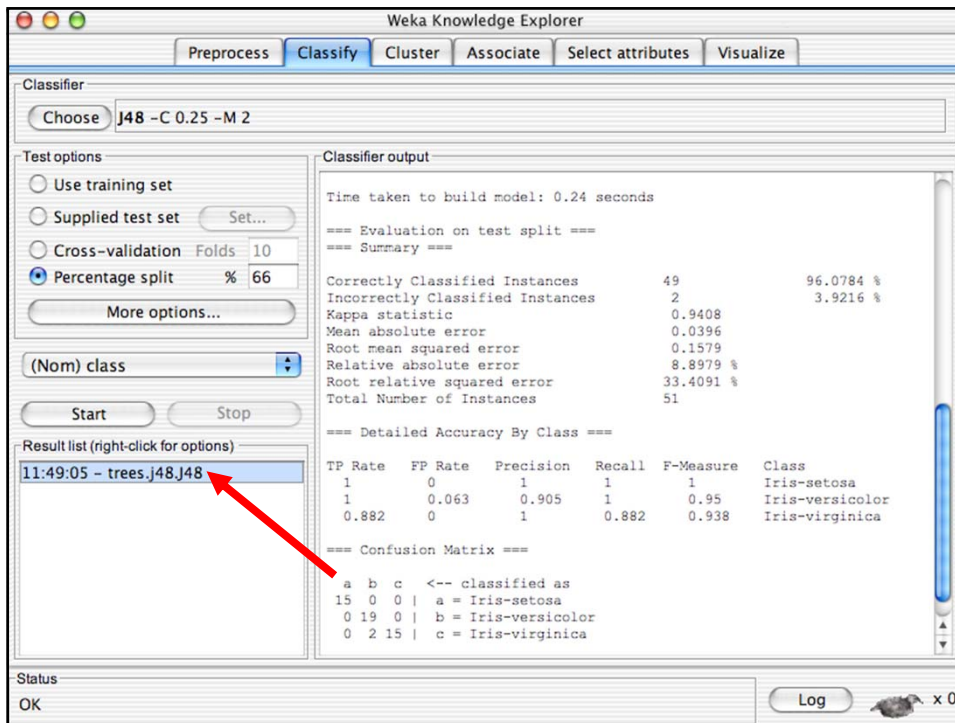 Weka Knowledge Explorer
Preprocess Classify Cluster Associate Select attributes Visualize
Classifier
Choose J48 -C 0.25 -M 2
Test options
Use training set
Supplied test set Set...
Cross-validation Folds 10
Percentage split % 66
More options...
(Nom) class
Start Stop
Result list (right-click for options)
11:49:05 - trees.j48.J48
Classifier output
Time taken to build model: 0.24 seconds
=== Evaluation on test split ===
=== Summary ===
Correctly Classified Instances 49 96.0784 %
Incorrectly Classified Instances 2 3.9216 %
Kappa statistic 0.9408
Mean absolute error 0.0396
Root mean squared error 0.1579
Relative absolute error 8.8979 %
Root relative squared error 33.4091 %
Total Number of Instances 51
=== Detailed Accuracy By Class ===
TP Rate FP Rate Precision Recall F-Measure Class
1 0 1 1 1 Iris-setosa
1 0.063 0.905 1 0.95 Iris-versicolor
0.882 0 1 0.882 0.938 Iris-virginica
=== Confusion Matrix ===
a b c <-- classified as
15 0 0 | a = Iris-setosa
0 19 0 | b = Iris-versicolor
0 2 15 | c = Iris-virginica
Status
OK
Log x 0